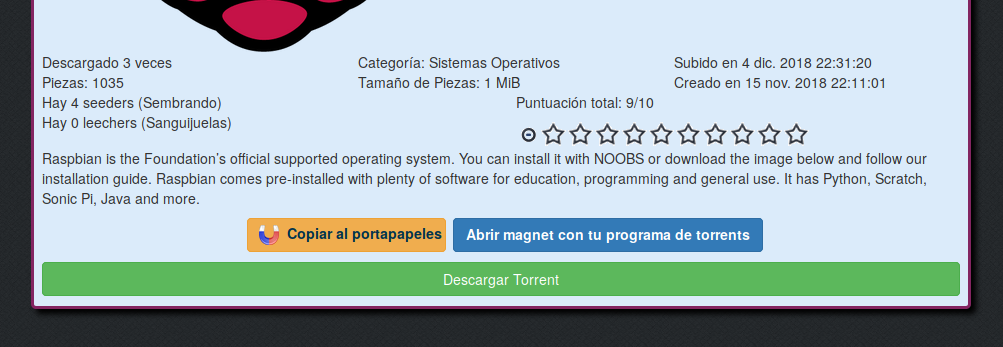 Descargado 3 veces
Categoría: Sistemas Operativos
Subido en 4 dic. 2018 22:31:20
Piezas: 1035
Tamaño de Piezas: 1 MiB
Creado en 15 nov. 2018 22:11:01
Hay 4 seeders (Sembrando)
Puntuación total: 9/10
Hay 0 leechers (Sanguijuelas)
Raspbian is the Foundation’s official supported operating system. You can install it with NOOBS or download the image below and follow our
installation guide. Raspbian comes pre-installed with plenty of software for education, programming and general use. It has Python, Scratch,
Sonic Pi, Java and more.
Copiar al portapapeles
Abrir magnet con tu programa de torrents
Descargar Torrent